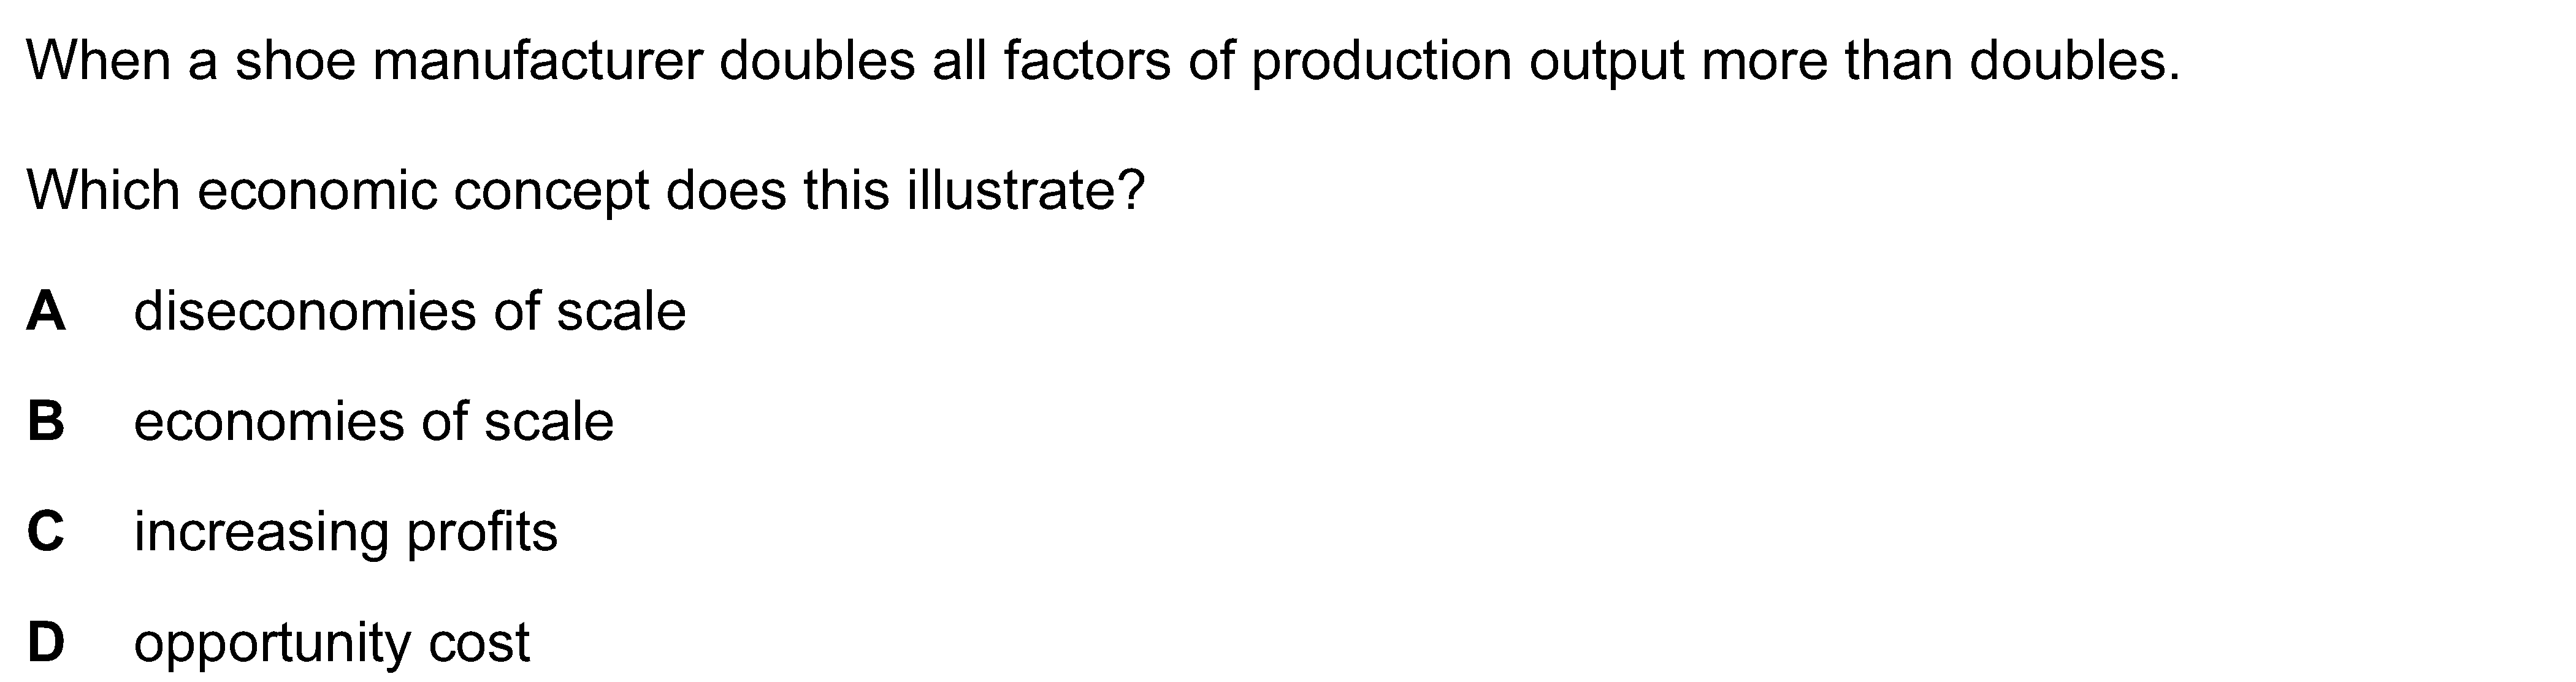 When a shoe manufacturer doubles all factors of production output more than doubles.
Which economic concept does this illustrate?
A diseconomies of scale
B economies of scale
C increasing profits
D opportunity cost